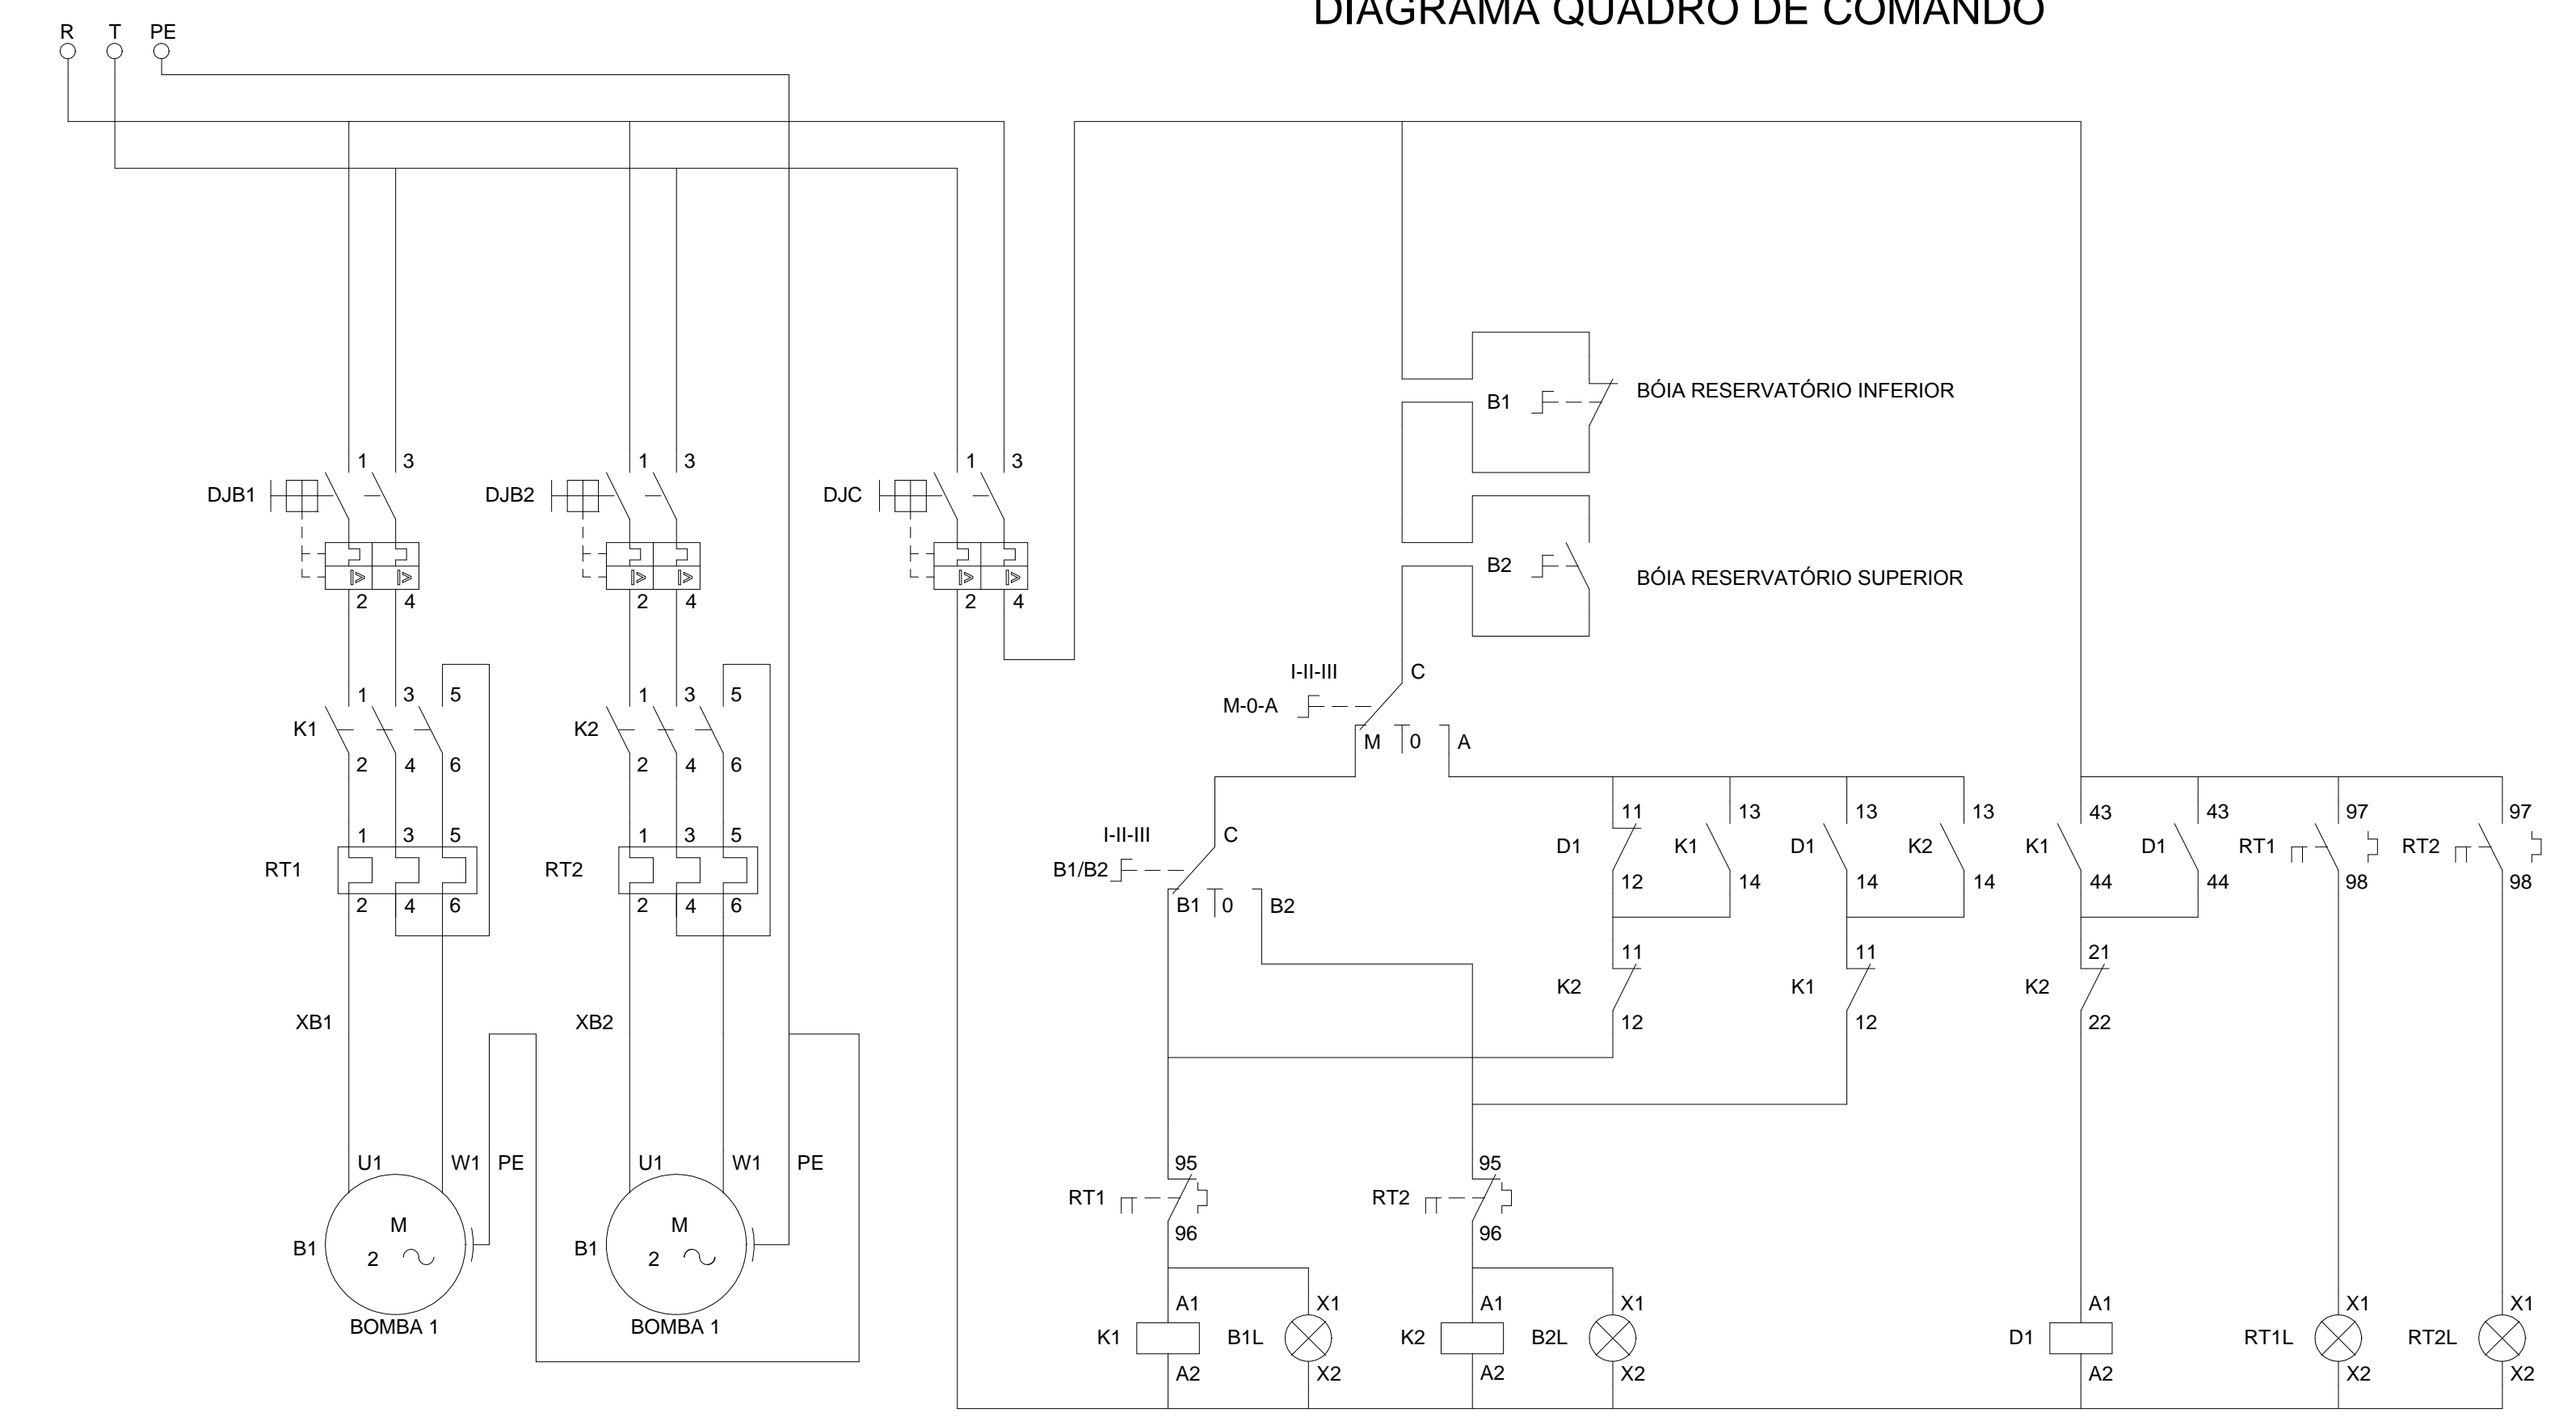 DIAGRAMA QUADRO DE COMANDO
R T PE
B1 BÓIA RESERVATÓRIO INFERIOR
1 3 1 3 1 3
DJB1 DJB2 DJC
I> I> I> I> I> I>
2 4 2 4 2 4
B2 BÓIA RESERVATÓRIO SUPERIOR
I-II-III C
M-0-A
M 0 A
1 3 5 1 3 5
K1 K2
2 4 6 2 4 6
I-II-III C
B1/B2
B1 0 B2
11 13 13 13 43 43 97 97
D1 K1 D1 K2 K1 D1 RT1 RT2
12 14 14 14 44 44 98 98
1 3 5 1 3 5
RT1 RT2
2 4 6 2 4 6
11 11 21
K2 K1 K2
12 12 22
XB1 XB2
U1 W1 PE U1 W1 PE
95 95
RT1 RT2
96 96
M M
B1 2 B1 2
BOMBA 1 BOMBA 1
A1 X1 A1 X1 A1 X1 X1
K1 B1L K2 B2L D1 RT1L RT2L
A2 X2 A2 X2 A2 X2 X2